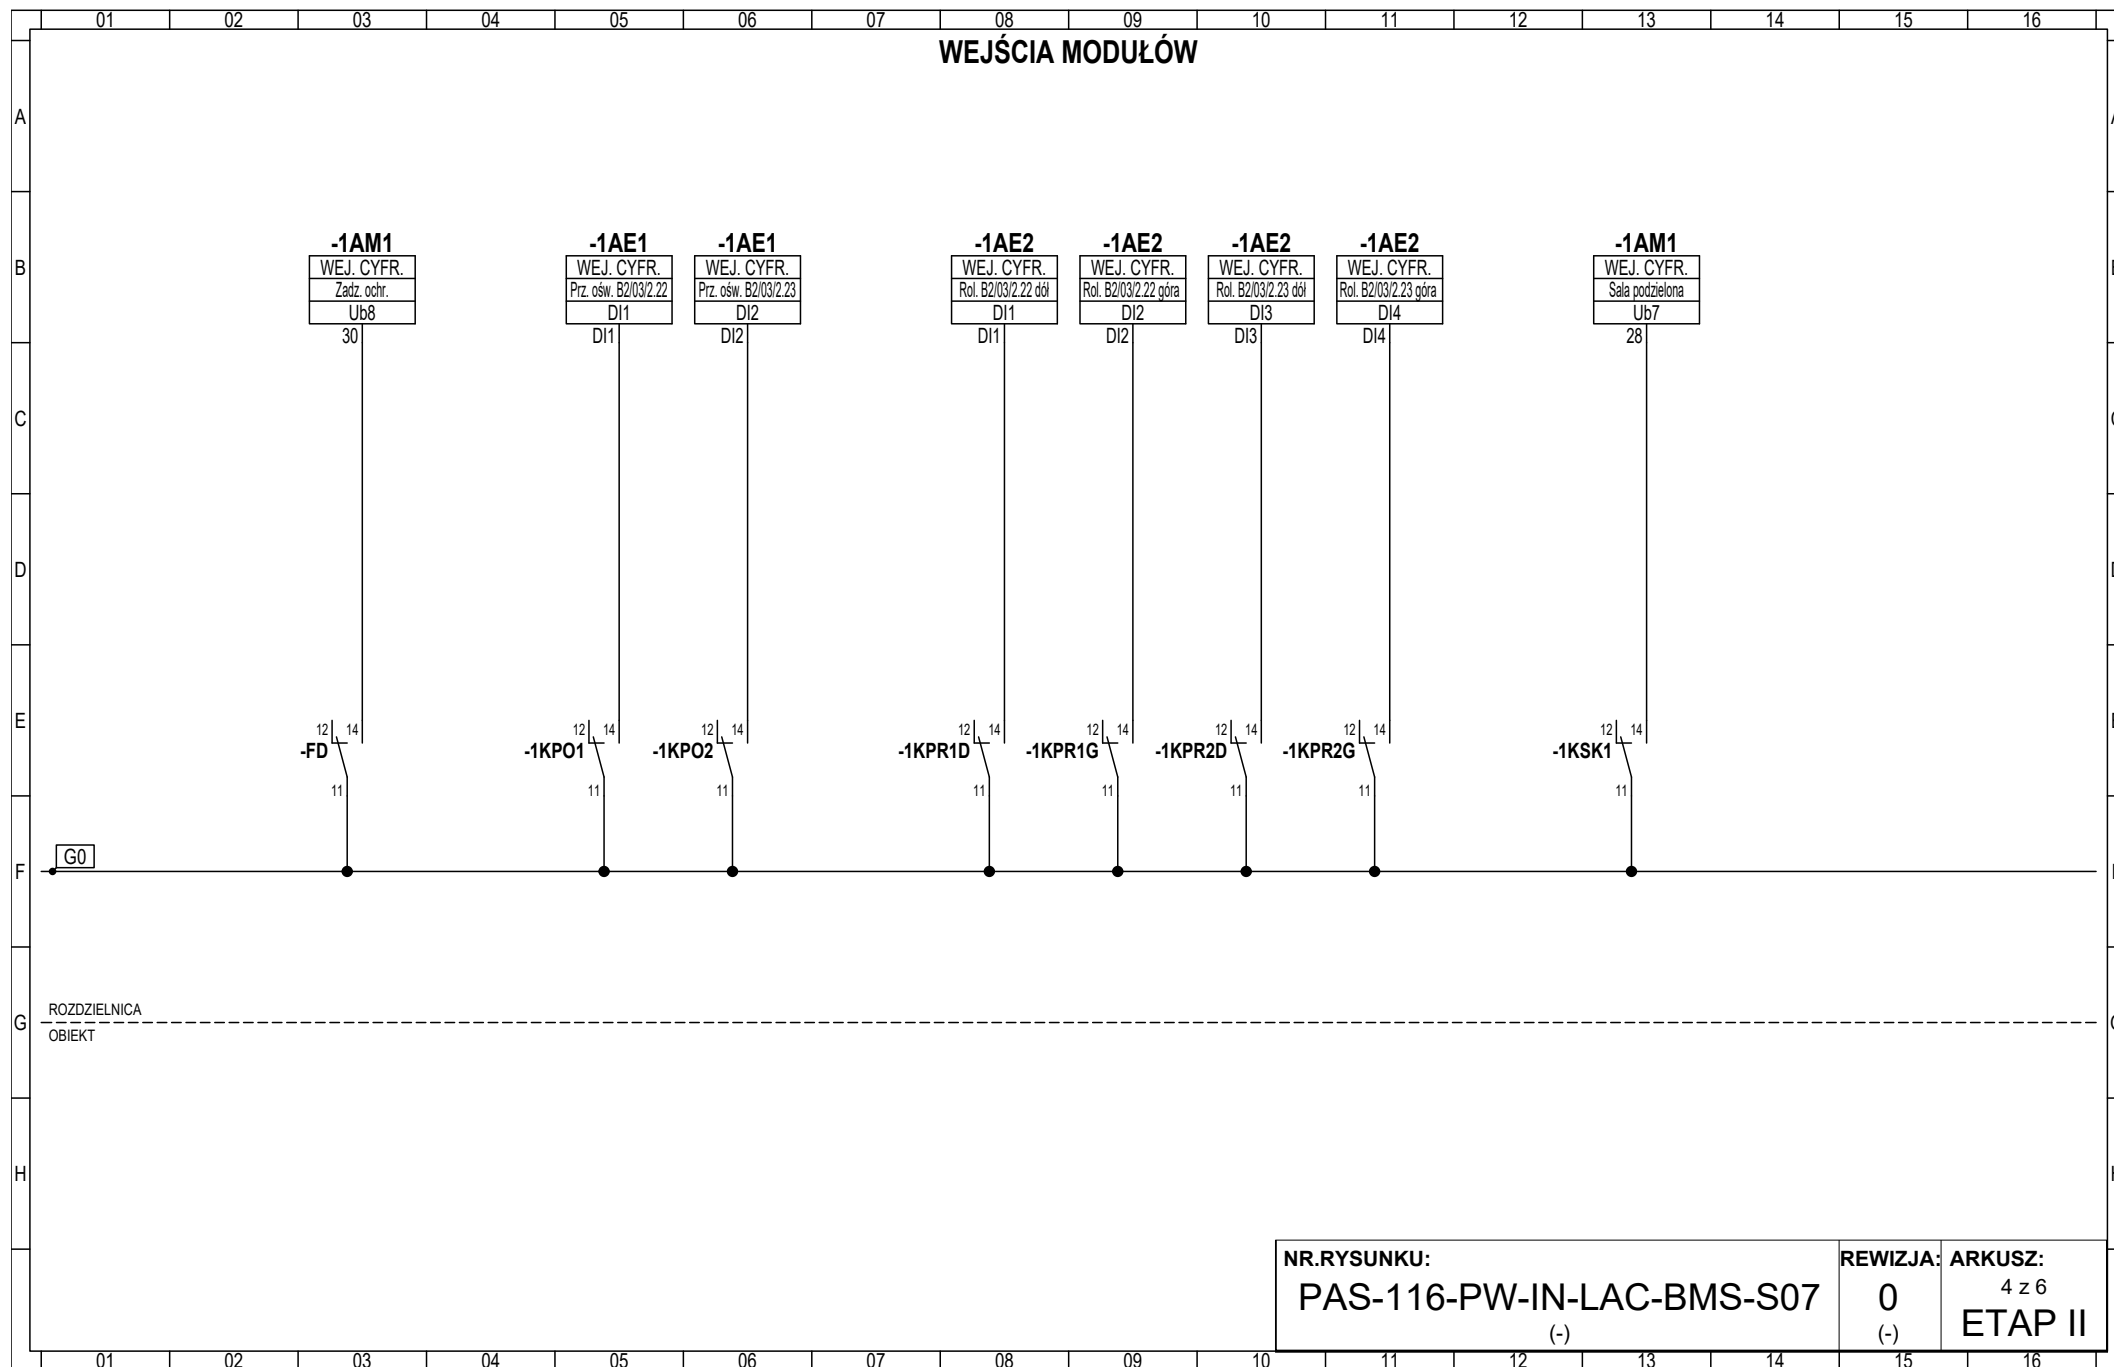 01 02 03 04 05 06 07 08 09 10 11 12 13 14 15 16
WEJŚCIA MODUŁÓW
A
-1AM1 -1AE1 -1AE1 -1AE2 -1AE2 -1AE2 -1AE2 -1AM1
B WEJ. CYFR. WEJ. CYFR. WEJ. CYFR. WEJ. CYFR. WEJ. CYFR. WEJ. CYFR. WEJ. CYFR. WEJ. CYFR.
Zadz. ochr. Prz. ośw. B2/03/2.22 Prz. ośw. B2/03/2.23 Rol. B2/03/2.22 dół Rol. B2/03/2.22 góra Rol. B2/03/2.23 dół Rol. B2/03/2.23 góra Sala podzielona
Ub8 DI1 DI2 DI1 DI2 DI3 DI4 Ub7
30 DI1 DI2 DI1 DI2 DI3 DI4 28
C
D
E
12 14 12 14 12 14 12 14 12 14 12 14 12 14 12 14
-FD -1KPO1 -1KPO2 -1KPR1D -1KPR1G -1KPR2D -1KPR2G -1KSK1
11 11 11 11 11 11 11 11
G0
F
ROZDZIELNICA
G
OBIEKT
H
NR.RYSUNKU: REWIZJA: ARKUSZ:
PAS-116-PW-IN-LAC-BMS-S07 0 4 z 6
(-) (-) ETAP II
01 02 03 04 05 06 07 08 09 10 11 12 13 14 15 16